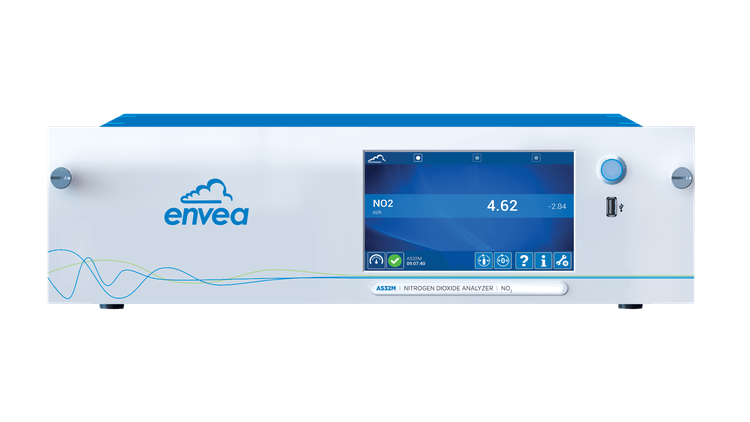 envea
NO2 4.62 -2.84
ppb
AS32M
09:07:40
? i
AS32M | NITROGEN DIOXIDE ANALYZER | NO2